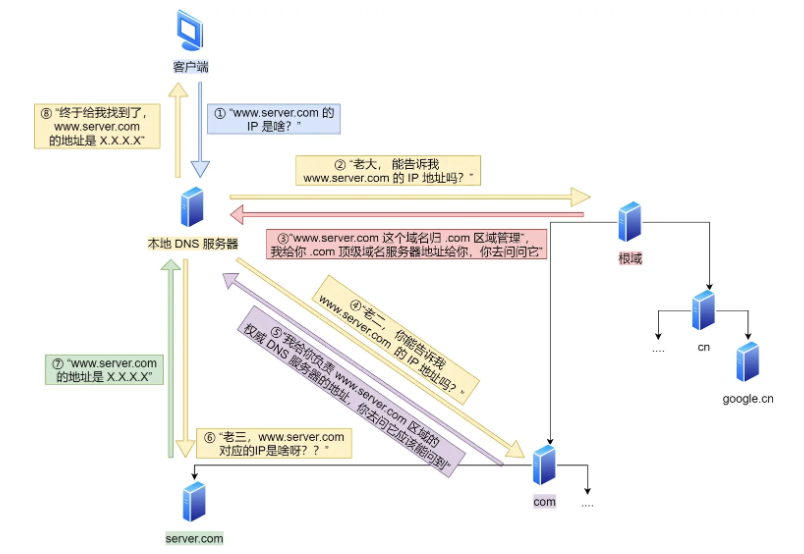 客户端
⑧ “终于给我找到了,
www.server.com
的地址是 X.X.X.X”
① “www.server.com 的
IP 是啥？”
② “老大， 能告诉我
www.server.com 的 IP 地址吗？”
本地 DNS 服务器
③“www.server.com 这个域名归 .com 区域管理”，
我给你 .com 顶级域名服务器地址给你，你去问问它”
根域
④ “老二， 你能告诉我
www.server.com 的 IP 地址吗？”
⑤ “我给你负责 www.server.com 区域的
权威 DNS 服务器的地址，你去问它应该能问到”
cn
....
google.cn
⑦ “www.server.com
的地址是 X.X.X.X”
⑥ “老三，www.server.com
对应的IP是啥呀？？”
com
....
server.com